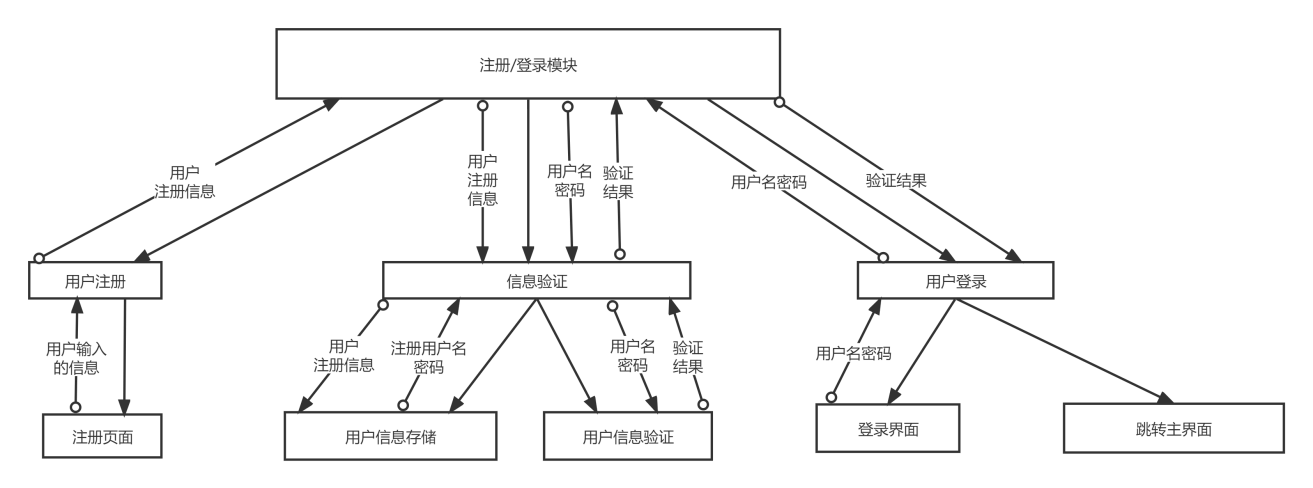 注册/登录模块
用户
注册信息
用户
注册
信息
用户名
密码
验证
结果
用户名密码
验证结果
用户注册
信息验证
用户登录
用户输入
的信息
用户
注册信息
注册用户名
密码
用户名
密码
验证
结果
用户名密码
注册页面
用户信息存储
用户信息验证
登录界面
跳转主界面